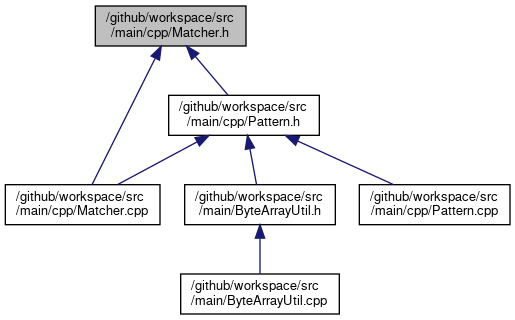 /github/workspace/src
/main/cpp/Matcher.h
/github/workspace/src
/main/cpp/Pattern.h
/github/workspace/src
/main/cpp/Matcher.cpp
/github/workspace/src
/main/ByteArrayUtil.h
/github/workspace/src
/main/cpp/Pattern.cpp
/github/workspace/src
/main/ByteArrayUtil.cpp